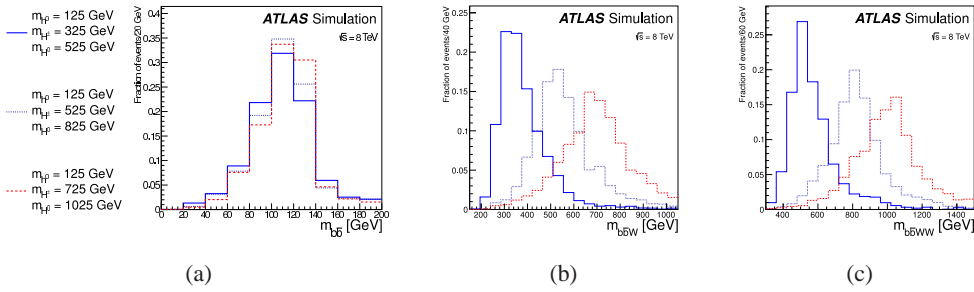 m_h⁰ = 125 GeV
m_H± = 325 GeV
m_H⁰ = 525 GeV
m_h⁰ = 125 GeV
m_H± = 525 GeV
m_H⁰ = 825 GeV
m_h⁰ = 125 GeV
m_H± = 725 GeV
m_H⁰ = 1025 GeV
Fraction of events/20 GeV
0.4
0.35
0.3
0.25
0.2
0.15
0.1
0.05
ATLAS Simulation
√s = 8 TeV
0 20 40 60 80 100 120 140 160 180 200
m_bb̄ [GeV]
(a)
Fraction of events/40 GeV
0.25
0.2
0.15
0.1
0.05
0
ATLAS Simulation
√s = 8 TeV
200 300 400 500 600 700 800 900 1000
m_bb̄W [GeV]
(b)
Fraction of events/60 GeV
0.3
0.25
0.2
0.15
0.1
0.05
0
ATLAS Simulation
√s = 8 TeV
400 600 800 1000 1200 1400
m_bb̄WW [GeV]
(c)